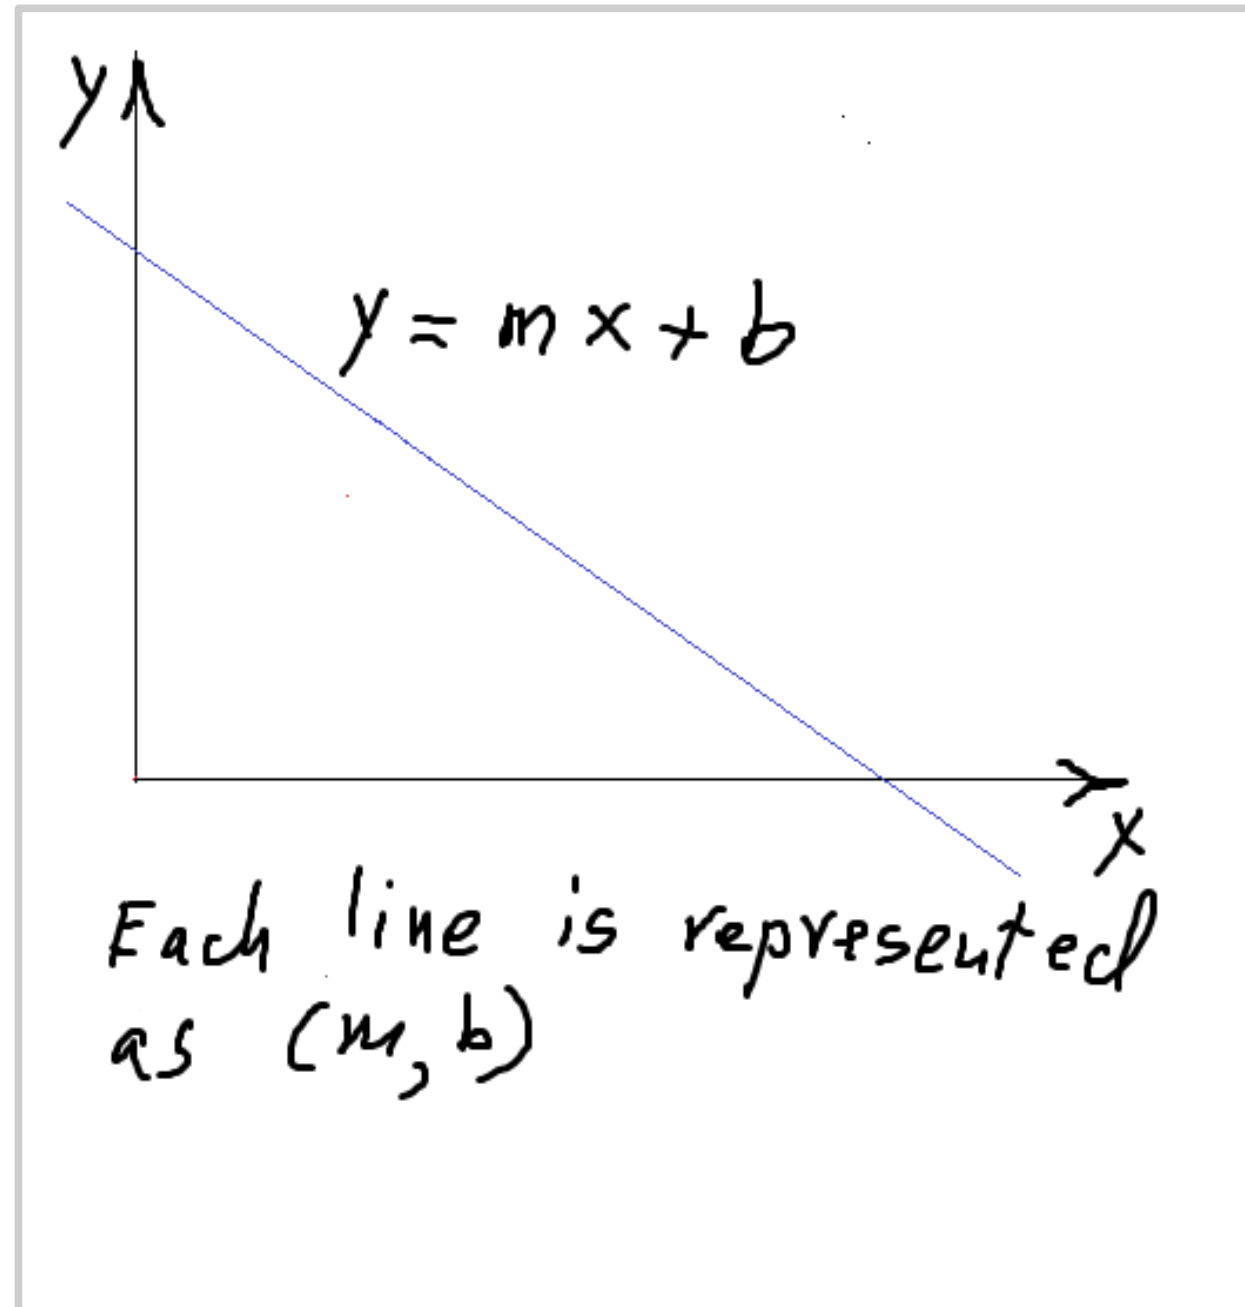 y
y = mx + b
x
Each line is represented
as (m, b)